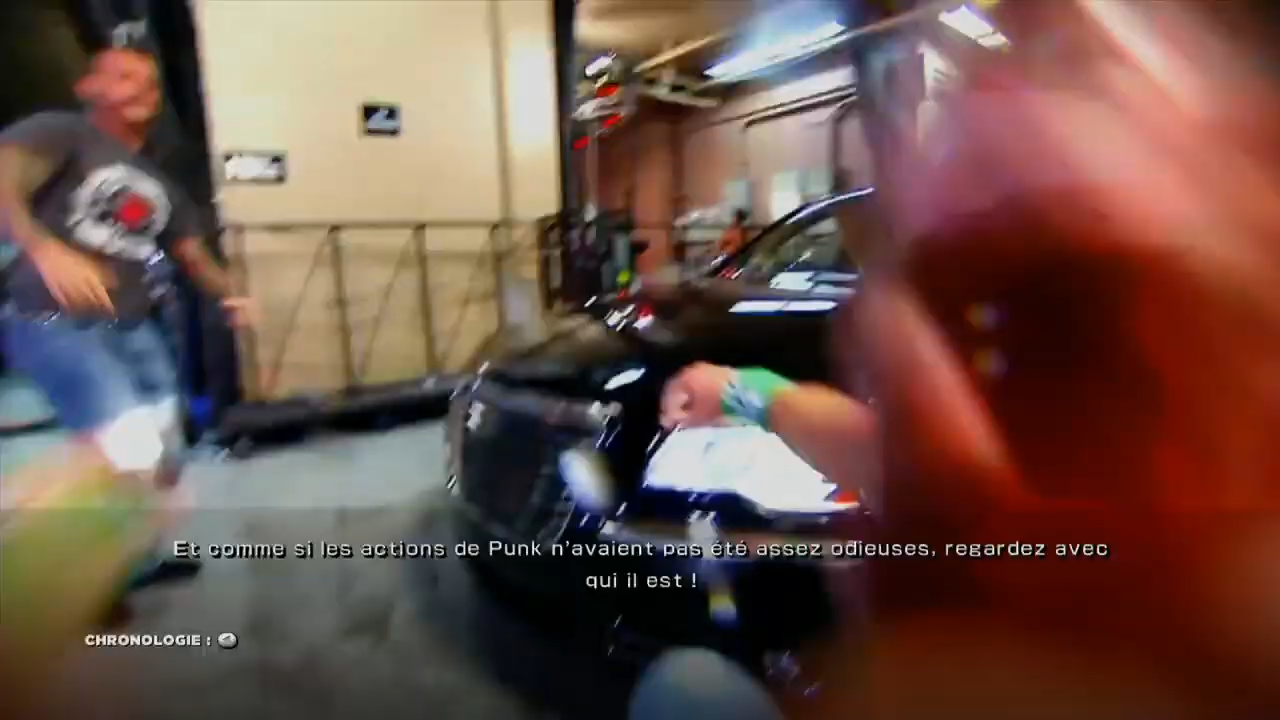 Et comme si les actions de Punk n'avaient pas été assez odieuses, regardez avec
qui il est !
CHRONOLOGIE :